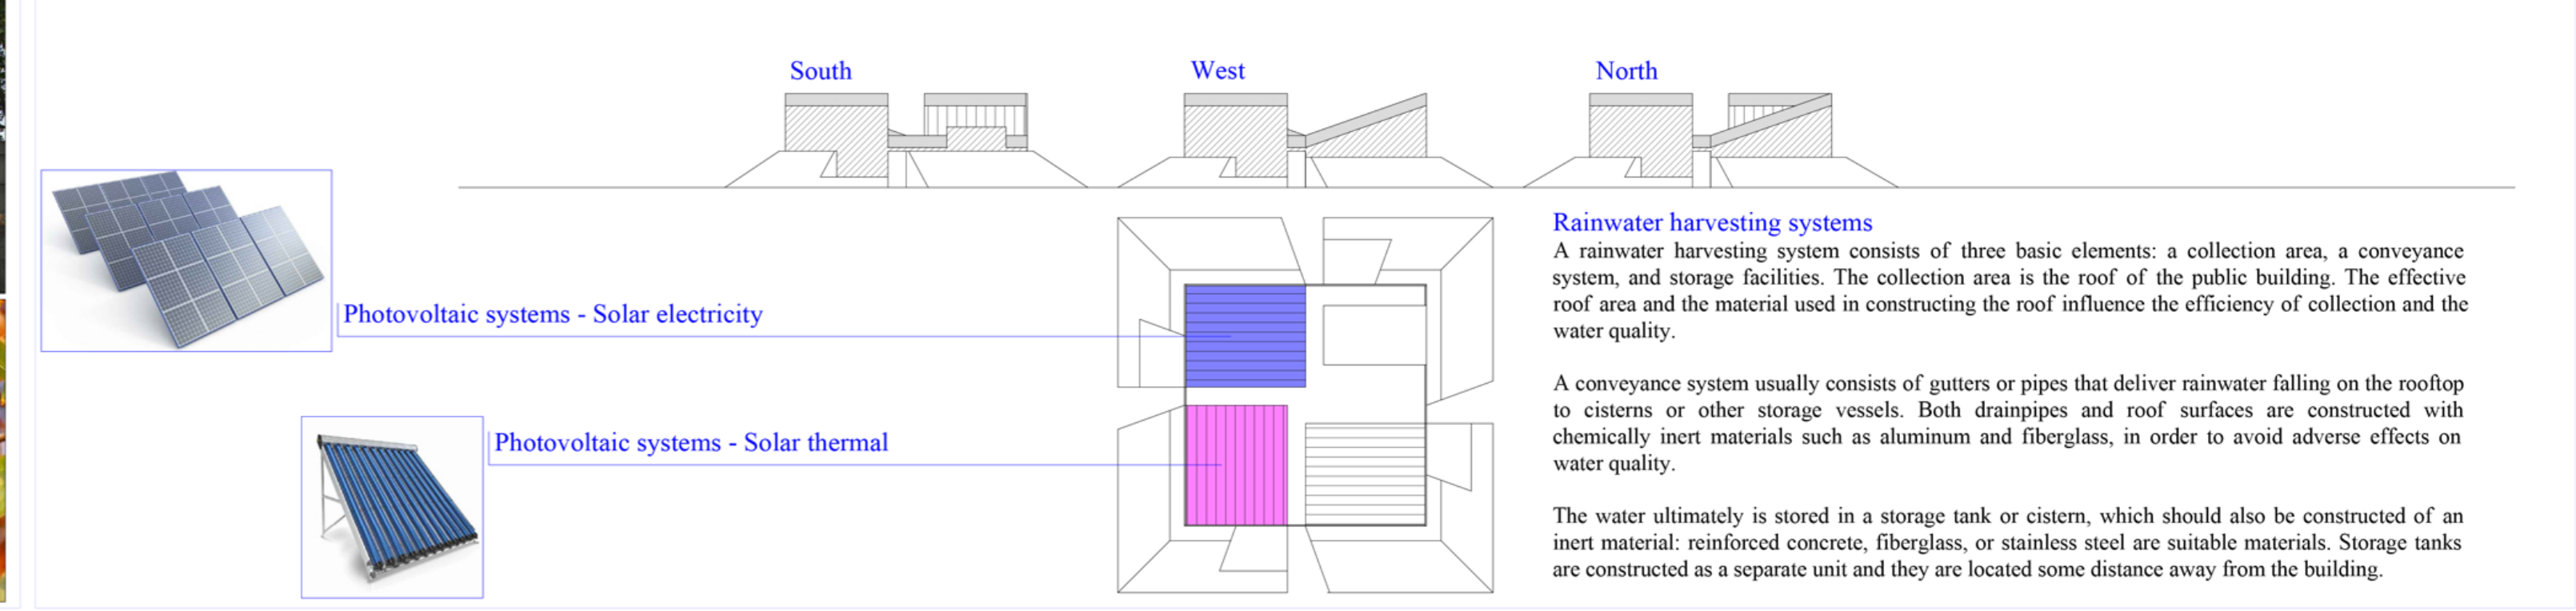 South
West
North
Photovoltaic systems - Solar electricity
Photovoltaic systems - Solar thermal
Rainwater harvesting systems
A rainwater harvesting system consists of three basic elements: a collection area, a conveyance
system, and storage facilities. The collection area is the roof of the public building. The effective
roof area and the material used in constructing the roof influence the efficiency of collection and the
water quality.
A conveyance system usually consists of gutters or pipes that deliver rainwater falling on the rooftop
to cisterns or other storage vessels. Both drainpipes and roof surfaces are constructed with
chemically inert materials such as aluminum and fiberglass, in order to avoid adverse effects on
water quality.
The water ultimately is stored in a storage tank or cistern, which should also be constructed of an
inert material: reinforced concrete, fiberglass, or stainless steel are suitable materials. Storage tanks
are constructed as a separate unit and they are located some distance away from the building.